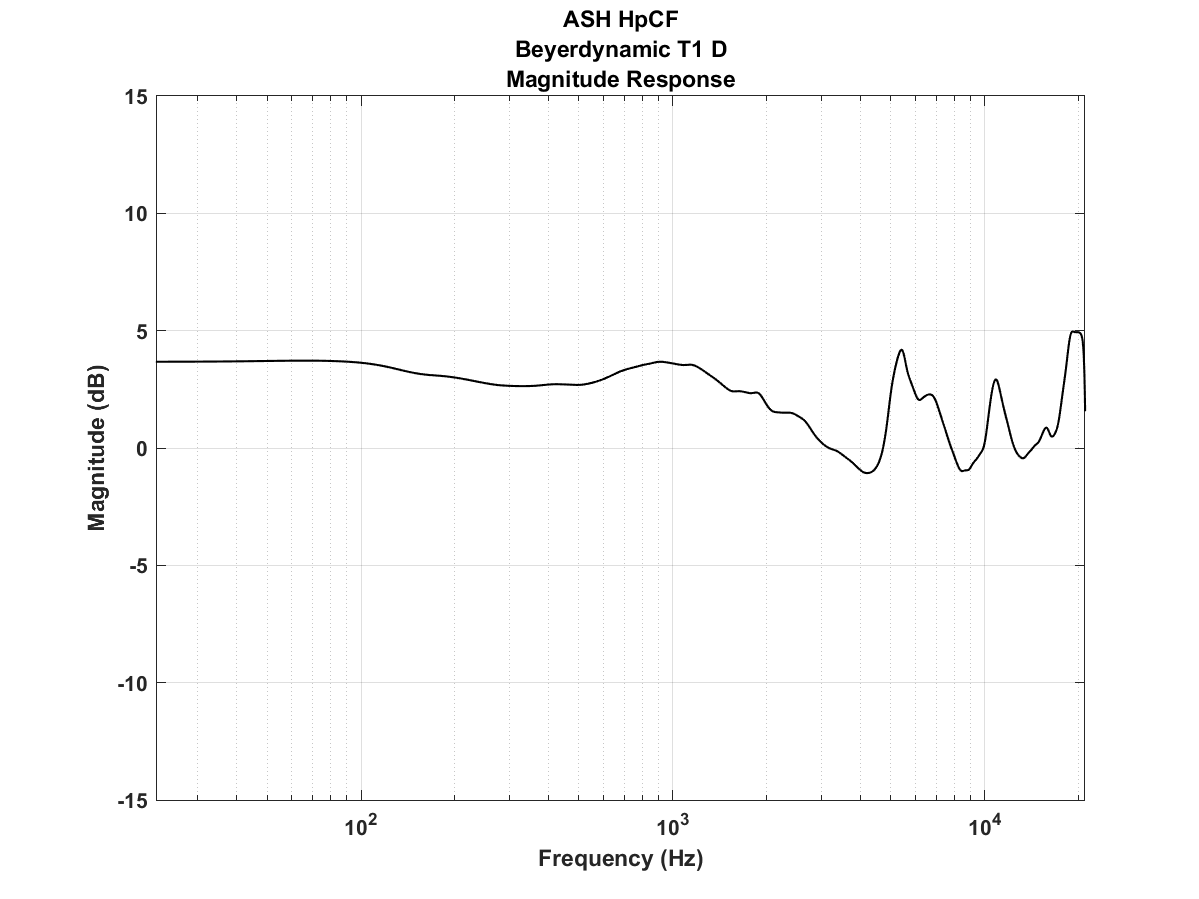 ASH HpCF
Beyerdynamic T1 D
Magnitude Response
15
10
5
0
-5
-10
-15
Magnitude (dB)
10²
10³
10⁴
Frequency (Hz)